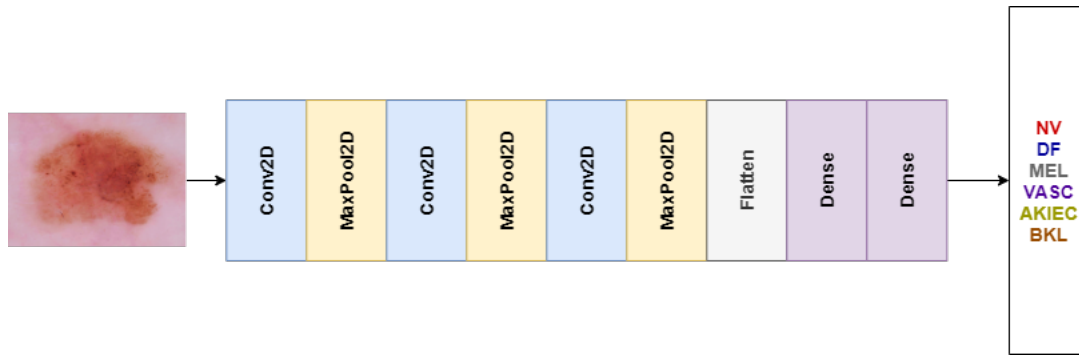 Conv2D
MaxPool2D
Conv2D
MaxPool2D
Conv2D
MaxPool2D
Flatten
Dense
Dense
NV
DF
MEL
VASC
AKIEC
BKL